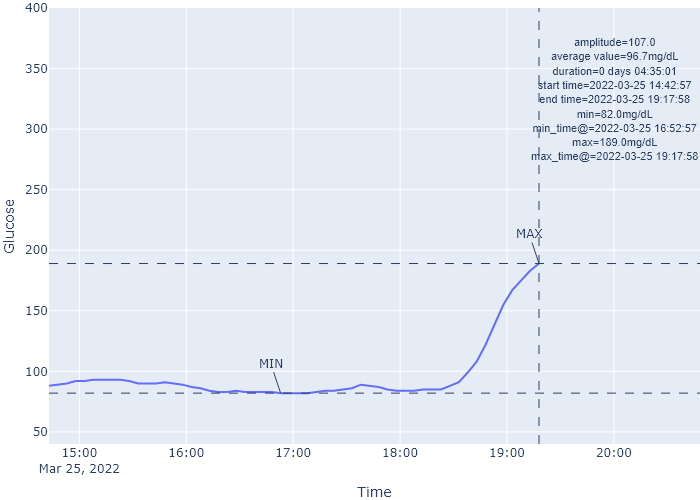 400
350
300
250
200
150
100
50
Glucose
amplitude=107.0
average value=96.7mg/dL
duration=0 days 04:35:01
start time=2022-03-25 14:42:57
end time=2022-03-25 19:17:58
min=82.0mg/dL
min_time@=2022-03-25 16:52:57
max=189.0mg/dL
max_time@=2022-03-25 19:17:58
MAX
MIN
15:00 16:00 17:00 18:00 19:00 20:00
Mar 25, 2022
Time